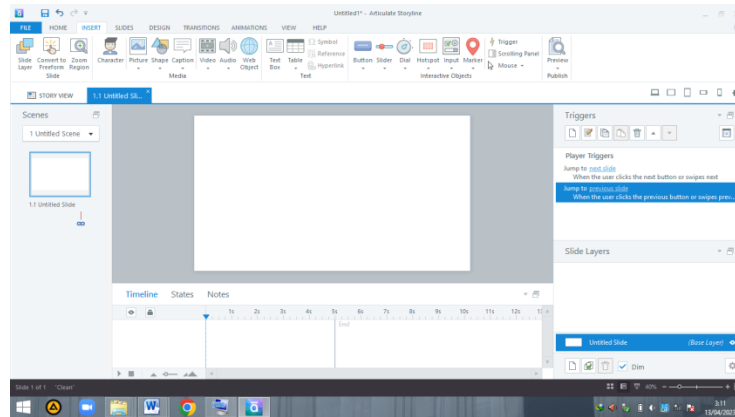 Untitled1* - Articulate Storyline
FILE HOME INSERT SLIDES DESIGN TRANSITIONS ANIMATIONS VIEW HELP
Slide Layer
Convert to Freeform
Zoom Region
Slide
Character
Picture
Shape
Caption
Media
Video
Audio
Web Object
Text Box
Table
Symbol
Reference
Hyperlink
Text
Button
Slider
Dial
Hotspot
Input
Marker
Trigger
Scrolling Panel
Mouse
Interactive Objects
Preview
Publish
STORY VIEW
1.1 Untitled Sli...
Scenes
1 Untitled Scene
1.1 Untitled Slide
Triggers
Player Triggers
Jump to next slide
When the user clicks the next button or swipes next
Jump to previous slide
When the user clicks the previous button or swipes prev...
Slide Layers
Untitled Slide (Base Layer)
Dim
Timeline States Notes
1s 2s 3s 4s 5s 6s 7s 8s 9s 10s 11s 12s
End
Slide 1 of 1 "Clean"
40%
3:11